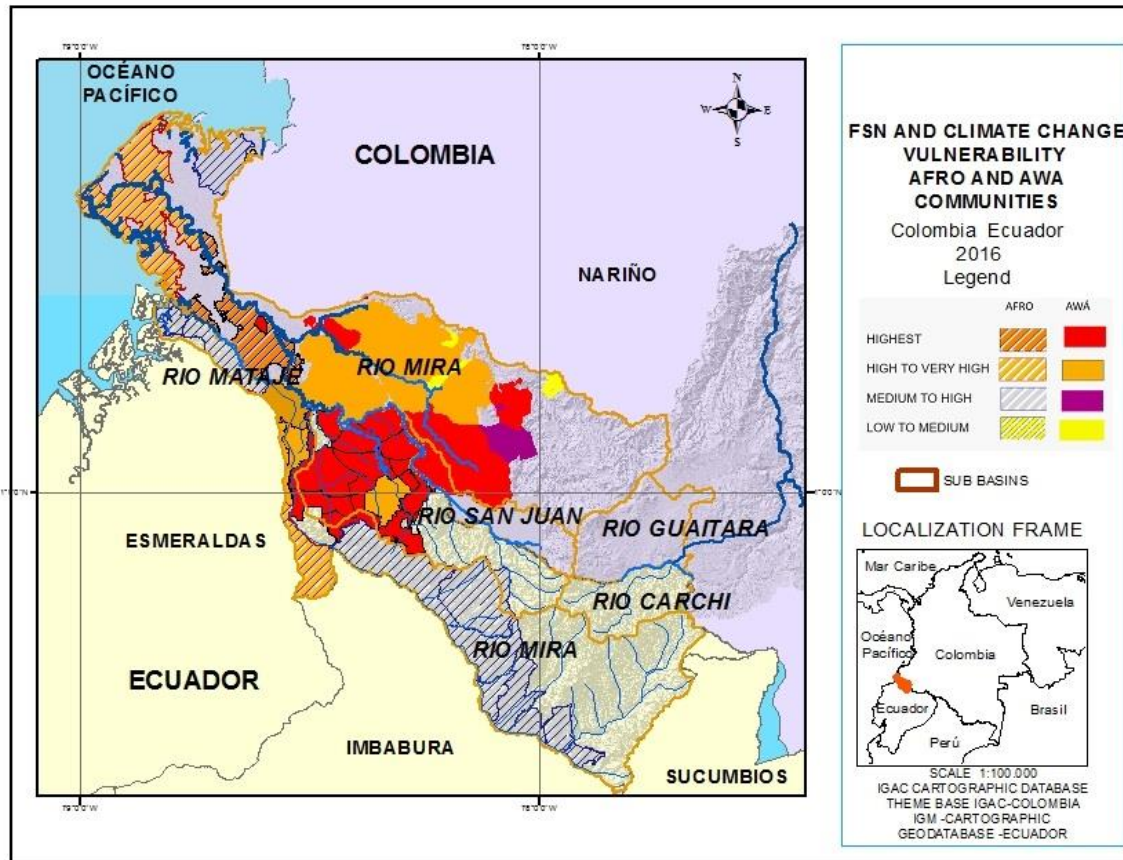 OCÉANO
PACÍFICO
COLOMBIA
NARIÑO
RIO MATAJE
RIO MIRA
RIO SAN JUAN
RIO GUAITARA
ESMERALDAS
RIO CARCHI
RIO MIRA
ECUADOR
IMBABURA
SUCUMBIOS
N
W
E
S
FSN AND CLIMATE CHANGE
VULNERABILITY
AFRO AND AWA
COMMUNITIES
Colombia Ecuador
2016
Legend
AFRO AWÁ
HIGHEST
HIGH TO VERY HIGH
MEDIUM TO HIGH
LOW TO MEDIUM
SUB BASINS
LOCALIZATION FRAME
Mar Caribe
Venezuela
Océano
Pacífico
Colombia
Ecuador
Brasil
Perú
SCALE 1:100.000
IGAC CARTOGRAPHIC DATABASE
THEME BASE IGAC-COLOMBIA
IGM -CARTOGRAPHIC
GEODATABASE -ECUADOR